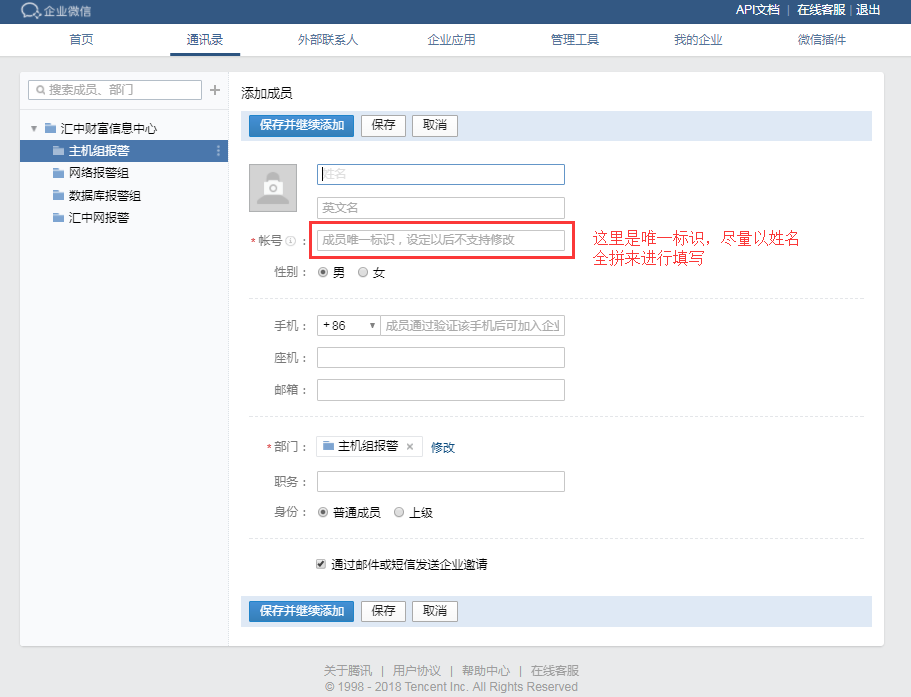 企业微信
API文档 | 在线客服 | 退出
首页 通讯录 外部联系人 企业应用 管理工具 我的企业 微信插件
搜索成员、部门
汇中财富信息中心
主机组报警
网络报警组
数据库报警组
汇中网报警
添加成员
保存并继续添加 保存 取消
姓名
英文名
* 帐号 : 成员唯一标识，设定以后不支持修改
这里是唯一标识，尽量以姓名
全拼来进行填写
性别 : 男 女
手机 : +86 成员通过验证该手机后可加入企业
座机 :
邮箱 :
* 部门 : 主机组报警 × 修改
职务 :
身份 : 普通成员 上级
通过邮件或短信发送企业邀请
保存并继续添加 保存 取消
关于腾讯 | 用户协议 | 帮助中心 | 在线客服
© 1998 - 2018 Tencent Inc. All Rights Reserved